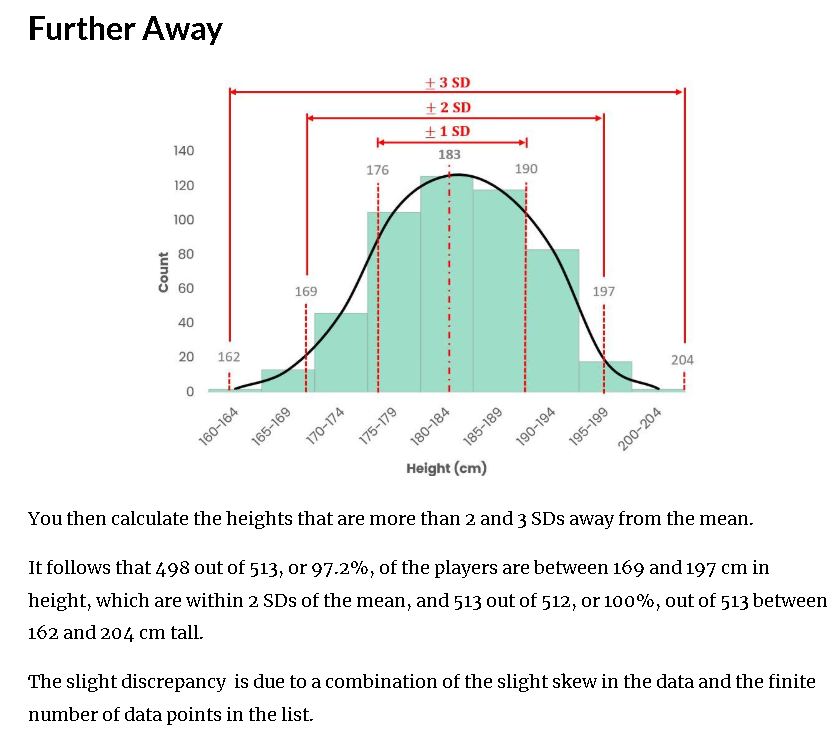 Further Away
± 3 SD
± 2 SD
± 1 SD
183
176
190
169
197
162
204
140
120
100
80
60
40
20
0
Count
160-164
165-169
170-174
175-179
180-184
185-189
190-194
195-199
200-204
Height (cm)
You then calculate the heights that are more than 2 and 3 SDs away from the mean.
It follows that 498 out of 513, or 97.2%, of the players are between 169 and 197 cm in
height, which are within 2 SDs of the mean, and 513 out of 512, or 100%, out of 513 between
162 and 204 cm tall.
The slight discrepancy is due to a combination of the slight skew in the data and the finite
number of data points in the list.